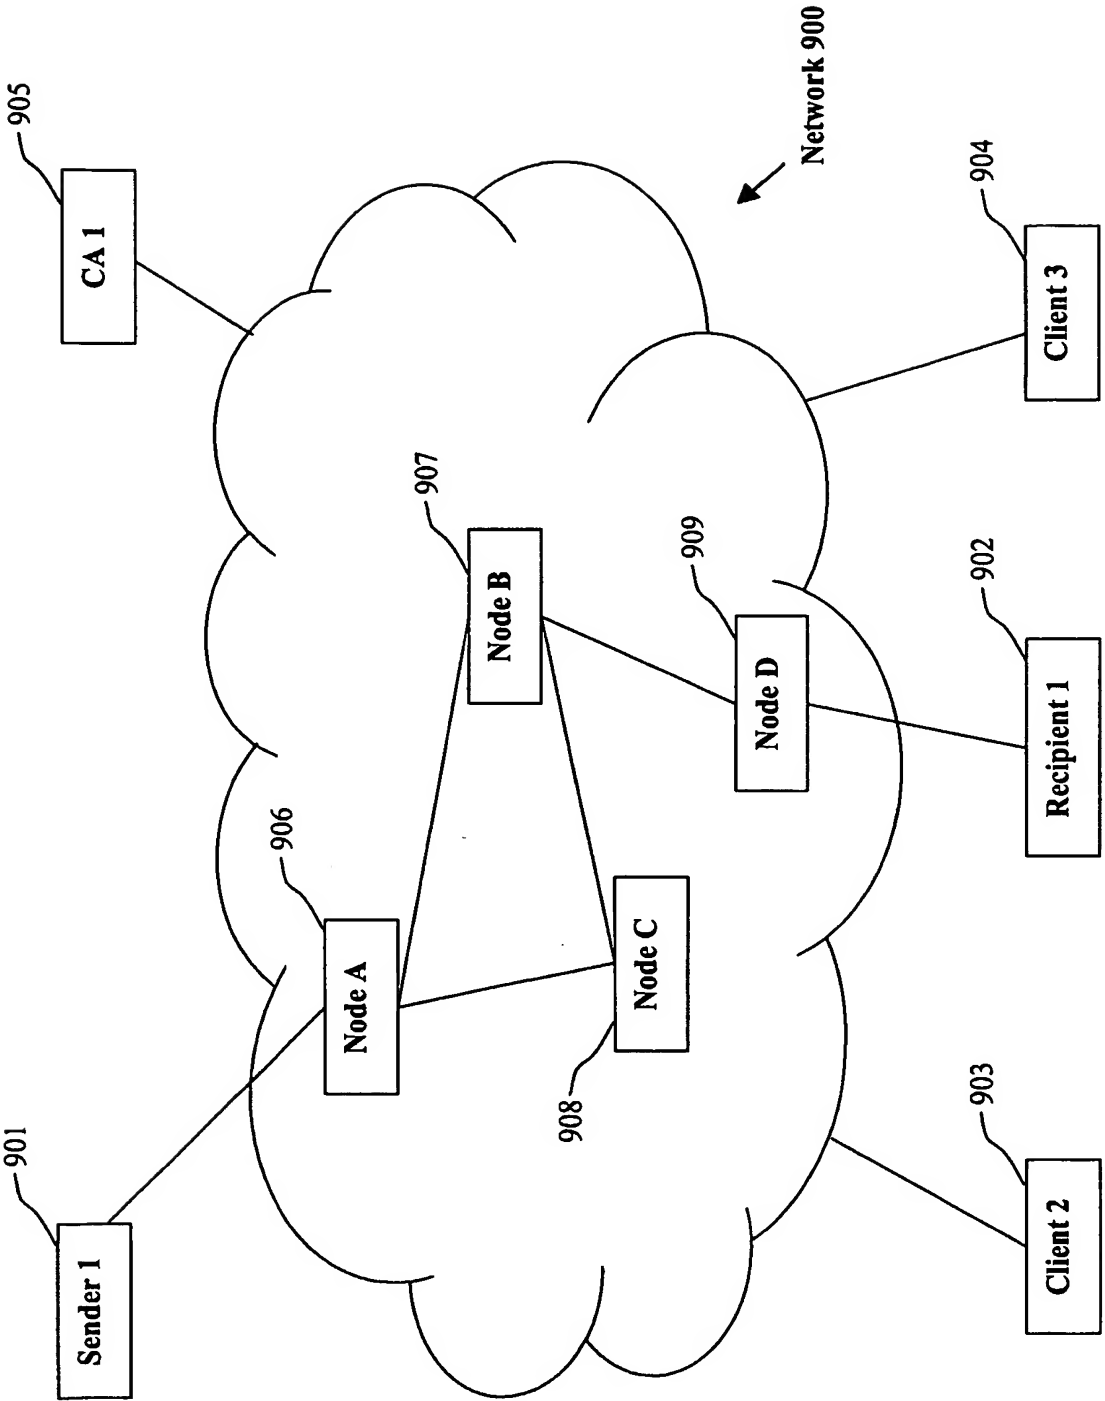 901
Sender 1
905
CA 1
906
Node A
907
Node B
908
Node C
909
Node D
Network 900
903
Client 2
902
Recipient 1
904
Client 3